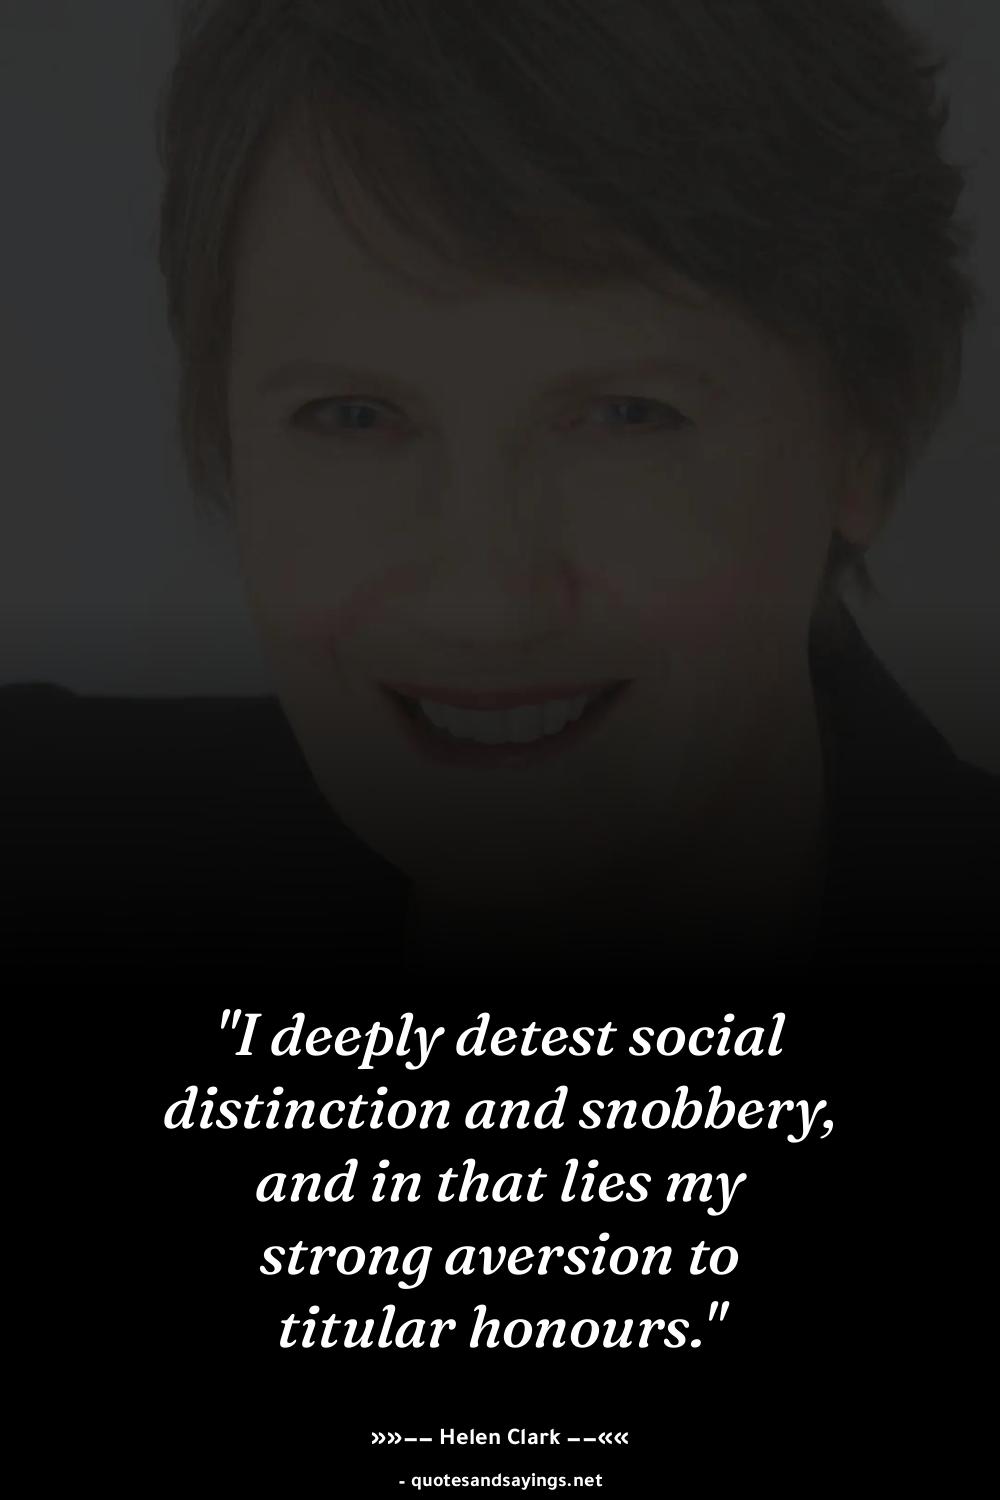 "I deeply detest social
distinction and snobbery,
and in that lies my
strong aversion to
titular honours."
»»−− Helen Clark −−««
- quotesandsayings.net